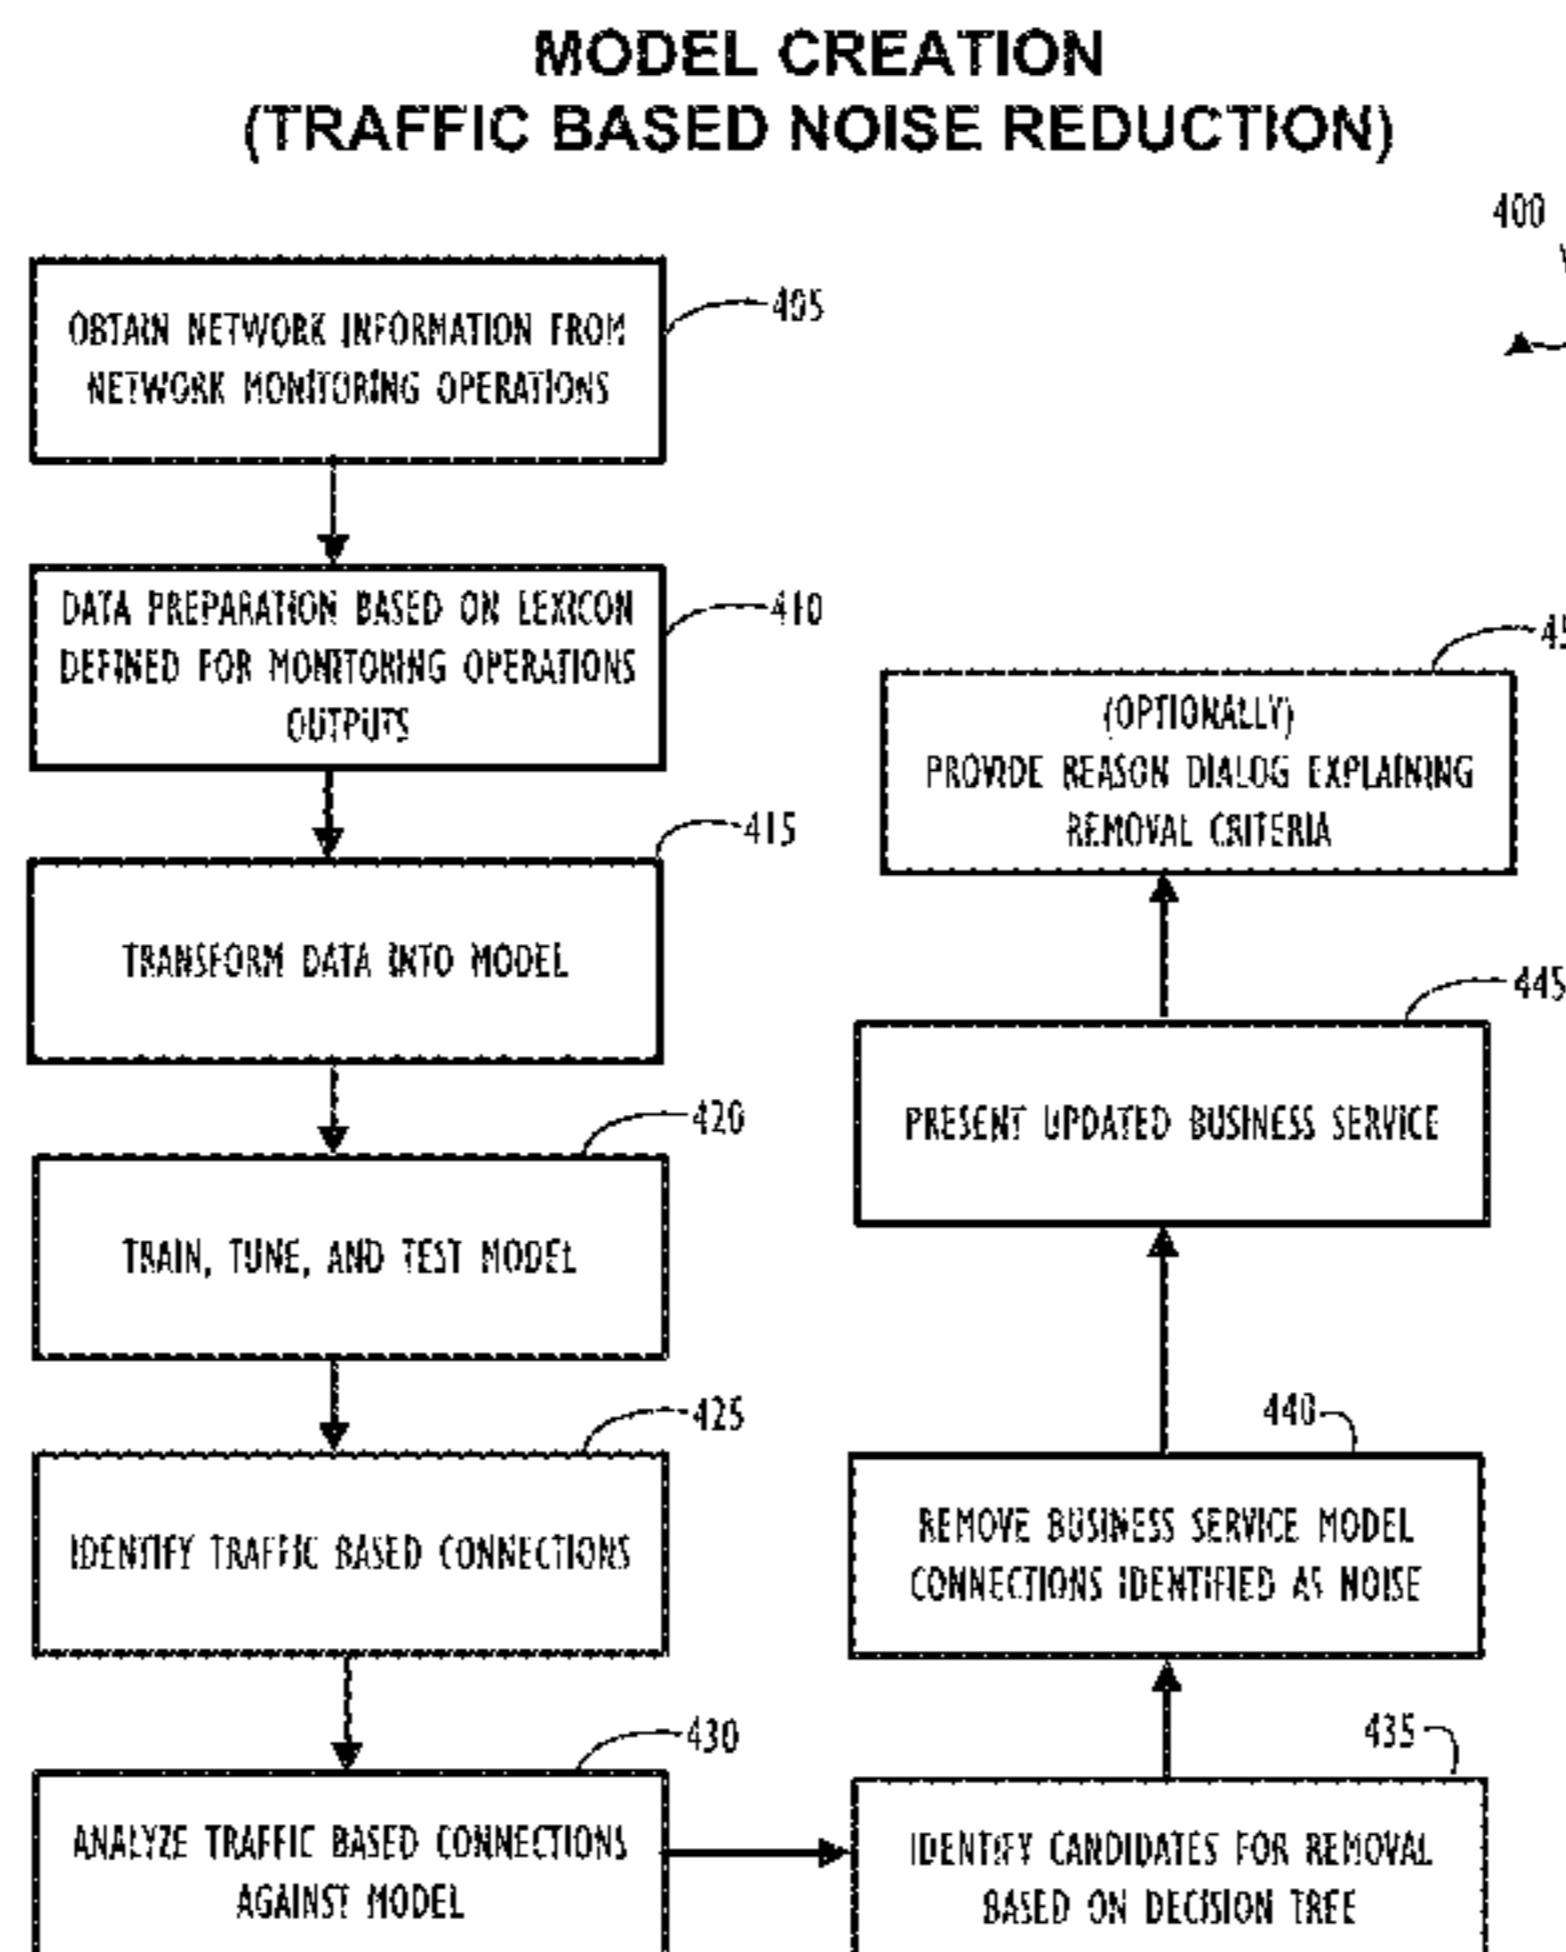 MODEL CREATION
(TRAFFIC BASED NOISE REDUCTION)
400
405
OBTAIN NETWORK INFORMATION FROM
NETWORK MONITORING OPERATIONS
410
DATA PREPARATION BASED ON LEXICON
DEFINED FOR MONITORING OPERATIONS
OUTPUTS
415
TRANSFORM DATA INTO MODEL
420
TRAIN, TUNE, AND TEST MODEL
425
IDENTIFY TRAFFIC BASED CONNECTIONS
430
ANALYZE TRAFFIC BASED CONNECTIONS
AGAINST MODEL
435
IDENTIFY CANDIDATES FOR REMOVAL
BASED ON DECISION TREE
440
REMOVE BUSINESS SERVICE MODEL
CONNECTIONS IDENTIFIED AS NOISE
445
PRESENT UPDATED BUSINESS SERVICE
(OPTIONALLY)
PROVIDE REASON DIALOG EXPLAINING
REMOVAL CRITERIA